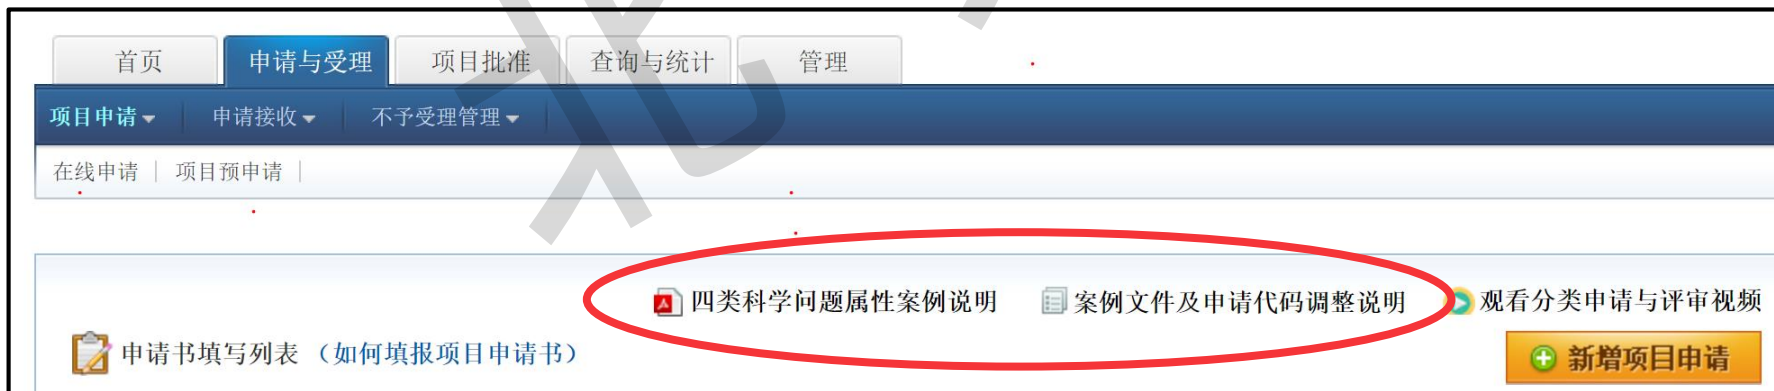 首页 申请与受理 项目批准 查询与统计 管理
项目申请 申请接收 不予受理管理
在线申请 | 项目预申请 |
四类科学问题属性案例说明 案例文件及申请代码调整说明 观看分类申请与评审视频
申请书填写列表 （如何填报项目申请书） 新增项目申请